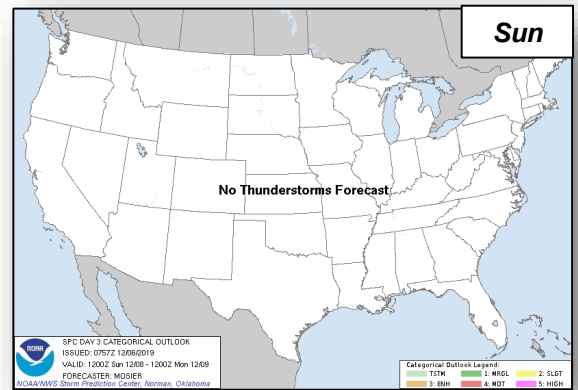 Sun
No Thunderstorms Forecast
NOAA
SPC DAY 3 CATEGORICAL OUTLOOK
ISSUED: 0757Z 12/06/2019
VALID: 1200Z Sun 12/08 - 1200Z Mon 12/09
FORECASTER: MOSIER
NOAA/NWS Storm Prediction Center, Norman, Oklahoma
Categorical Outlook Legend:
TSTM 1: MRGL 2: SLGT
3: ENH 4: MDT 5: HIGH